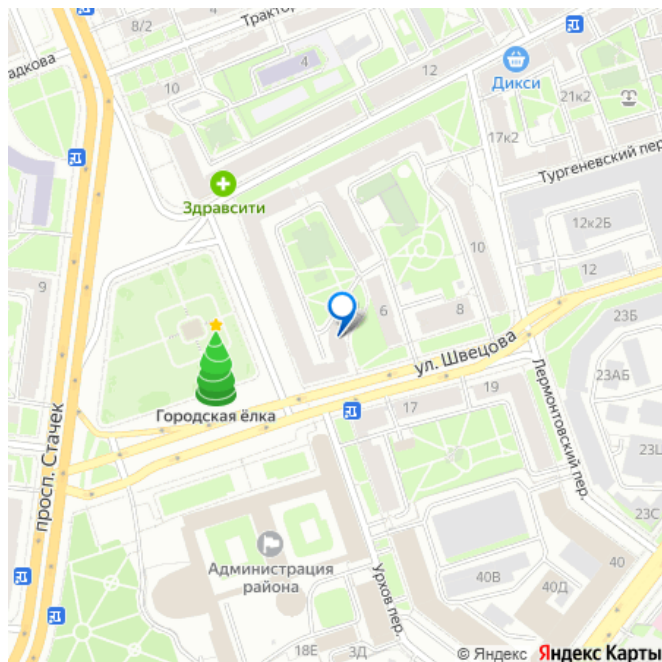 8/2
Трактор
адкова
4
10
12
Дикси
21к2
17к2
Тургеневский пер.
Здравсити
12к2Б
10
12
9
6
8
23Б
ул. Швецова
23АБ
19
17
Городская ёлка
просп. Стачек
Лермонтовский пер.
23Ц
23С
Администрация
района
Урхов пер.
40
40В
40Д
18Е
3Д
© Яндекс Яндекс Карты